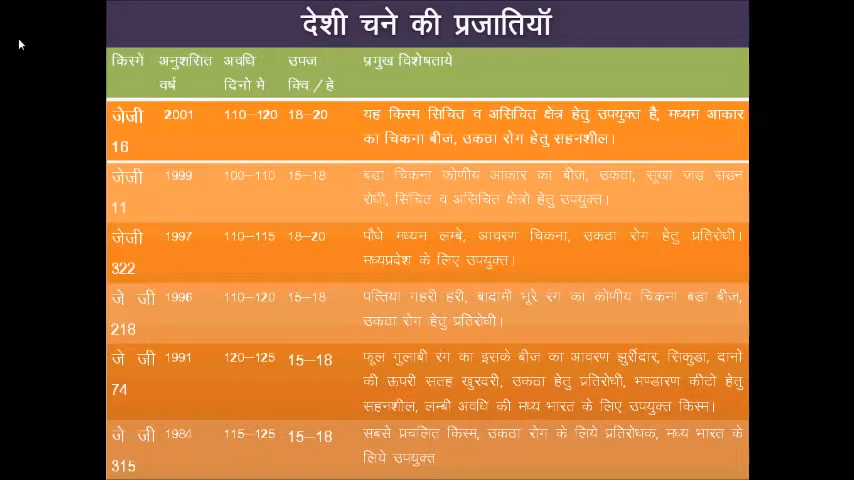 देशी चने की प्रजातियॉ
किस्मे अनुशंसित अवधि उपज प्रमुख विशेषताये
वर्ष दिनो मे क्वि/हे
जेजी 2001 110–120 18–20 यह किस्म सिंचित व असिंचित क्षेत्र हेतु उपयुक्त है, मध्यम आकार
16 का चिकना बीज, उकठा रोग हेतु सहनशील।
जेजी 1999 100–110 15–18 बडा चिकना कोणीय आकार का बीज, उकठा, सूखा जड़ सडन
11 रोधी, सिंचित व असिंचित क्षेत्रो हेतु उपयुक्त।
जेजी 1997 110–115 18–20 पौधे मध्यम लम्बे, आवरण चिकना, उकठा रोग हेतु प्रतिरोधी।
322 मध्यप्रदेश के लिए उपयुक्त।
जे जी 1996 110–120 15–18 पत्तिया गहरी हरी, बादामी भूरे रंग का कोणीय चिकना बडा बीज,
218 उकठा रोग हेतु प्रतिरोधी।
जे जी 1991 120–125 15–18 फूल गुलाबी रंग का इसके बीज का आवरण झुर्रीदार, सिकुडा, दानों
74 की ऊपरी सतह खुरदरी, उकठा हेतु प्रतिरोधी, भण्डारण कीटो हेतु
सहनशील, लम्बी अवधि की मध्य भारत के लिए उपयुक्त किस्म।
जे जी 1984 115–125 15–18 सबसे प्रचलित किस्म, उकठा रोग के लिये प्रतिरोधक, मध्य भारत के
315 लिये उपयुक्त